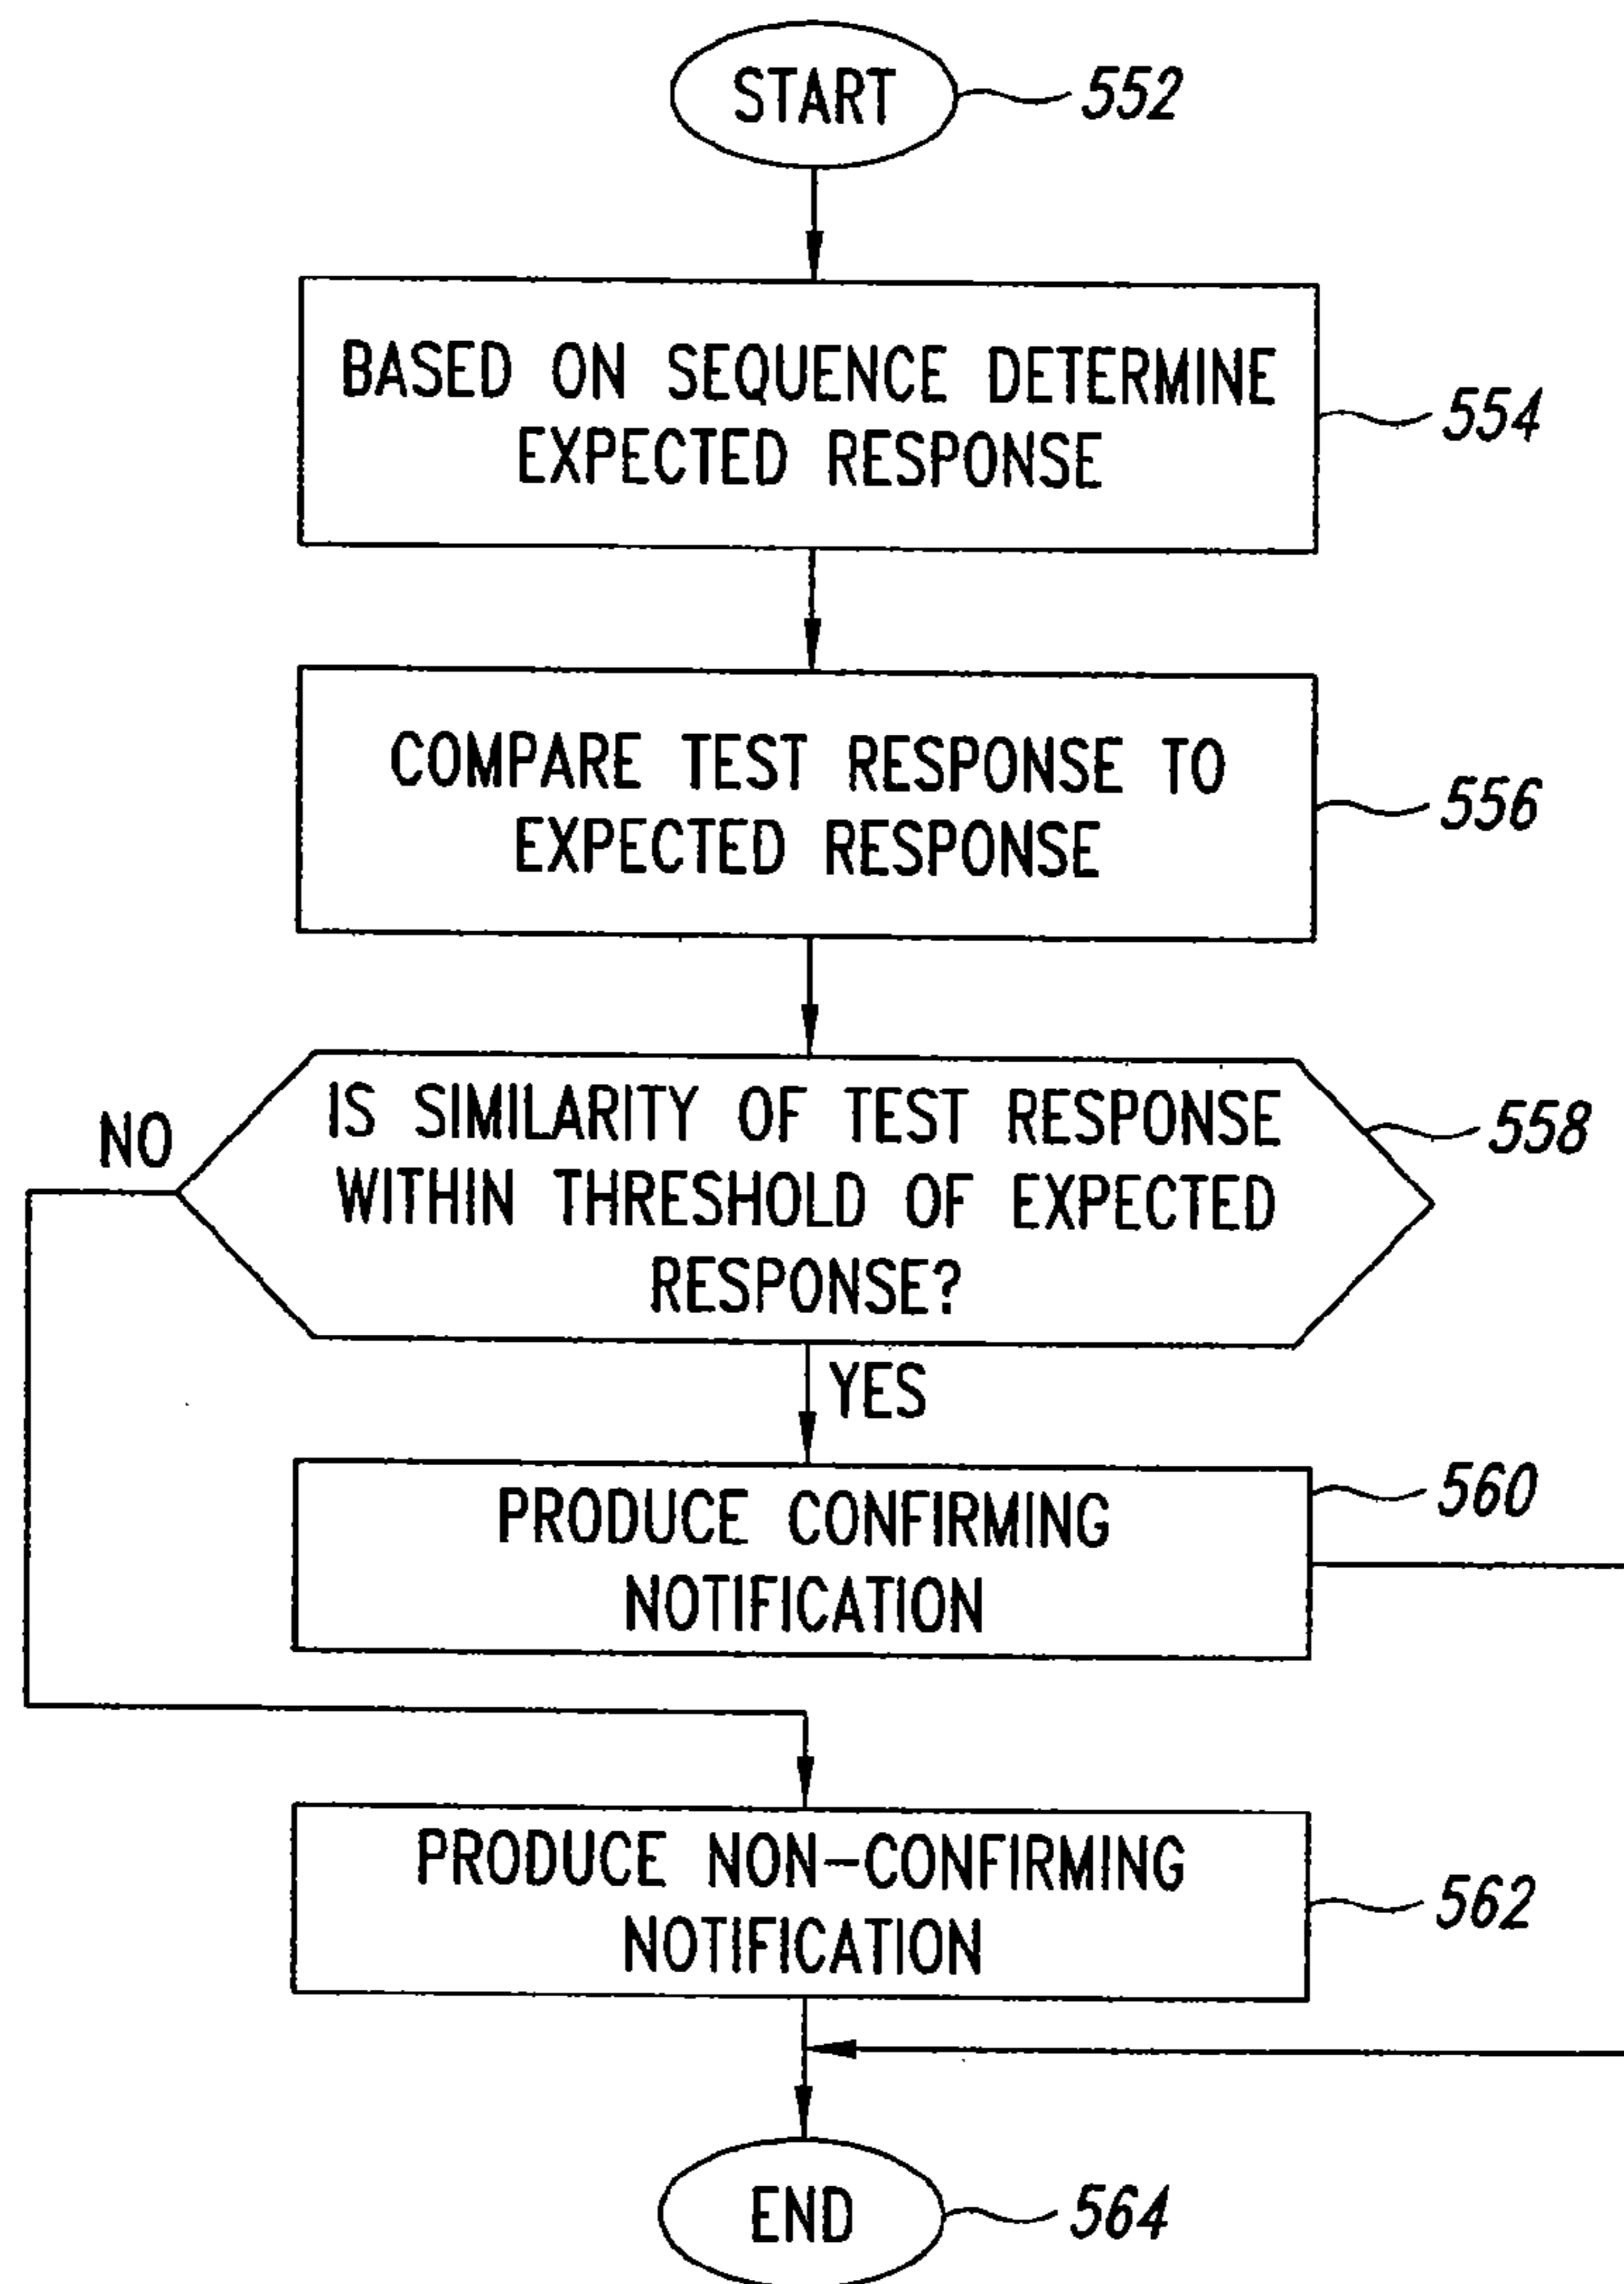 START
552
BASED ON SEQUENCE DETERMINE
EXPECTED RESPONSE
554
COMPARE TEST RESPONSE TO
EXPECTED RESPONSE
556
NO
IS SIMILARITY OF TEST RESPONSE
WITHIN THRESHOLD OF EXPECTED
RESPONSE?
558
YES
PRODUCE CONFIRMING
NOTIFICATION
560
PRODUCE NON-CONFIRMING
NOTIFICATION
562
END
564